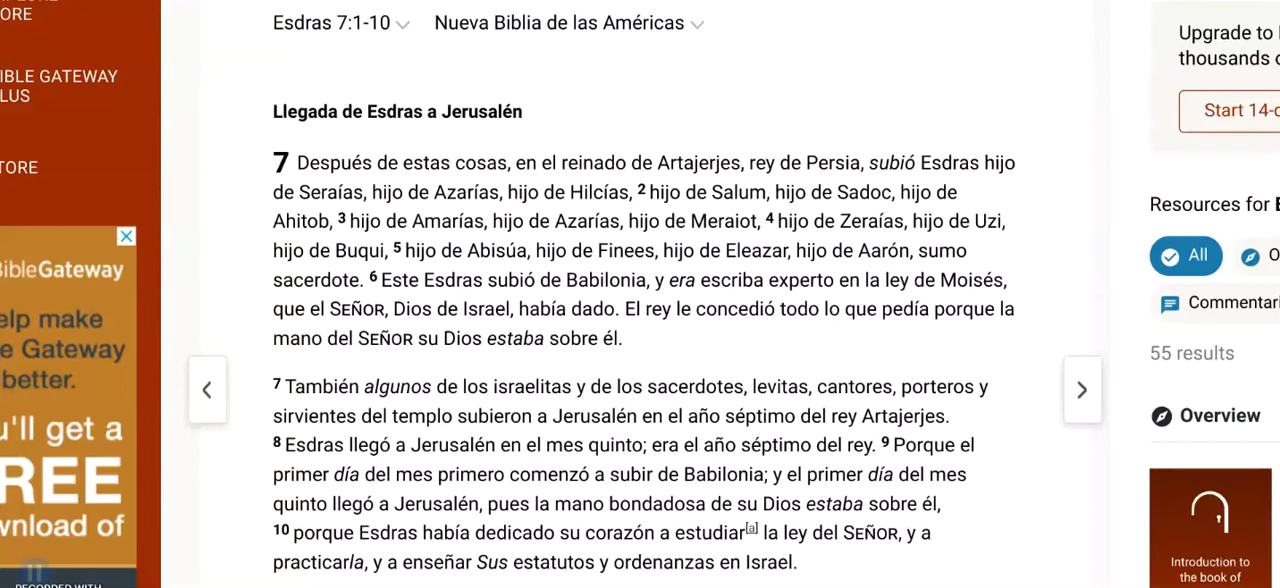 ORE
IBLE GATEWAY
LUS
TORE
ibleGateway
elp make
e Gateway
better.
u'll get a
REE
wnload of
RECORDED WITH
Esdras 7:1-10 Nueva Biblia de las Américas
Llegada de Esdras a Jerusalén
7 Después de estas cosas, en el reinado de Artajerjes, rey de Persia, subió Esdras hijo
de Seraías, hijo de Azarías, hijo de Hilcías, 2 hijo de Salum, hijo de Sadoc, hijo de
Ahitob, 3 hijo de Amarías, hijo de Azarías, hijo de Meraiot, 4 hijo de Zeraías, hijo de Uzi,
hijo de Buqui, 5 hijo de Abisúa, hijo de Finees, hijo de Eleazar, hijo de Aarón, sumo
sacerdote. 6 Este Esdras subió de Babilonia, y era escriba experto en la ley de Moisés,
que el SEÑOR, Dios de Israel, había dado. El rey le concedió todo lo que pedía porque la
mano del SEÑOR su Dios estaba sobre él.
7 También algunos de los israelitas y de los sacerdotes, levitas, cantores, porteros y
sirvientes del templo subieron a Jerusalén en el año séptimo del rey Artajerjes.
8 Esdras llegó a Jerusalén en el mes quinto; era el año séptimo del rey. 9 Porque el
primer día del mes primero comenzó a subir de Babilonia; y el primer día del mes
quinto llegó a Jerusalén, pues la mano bondadosa de su Dios estaba sobre él,
10 porque Esdras había dedicado su corazón a estudiar[a] la ley del SEÑOR, y a
practicarla, y a enseñar Sus estatutos y ordenanzas en Israel.
Upgrade to
thousands
Start 14-
Resources for
All
Commentari
55 results
Overview
Introduction to
the book of